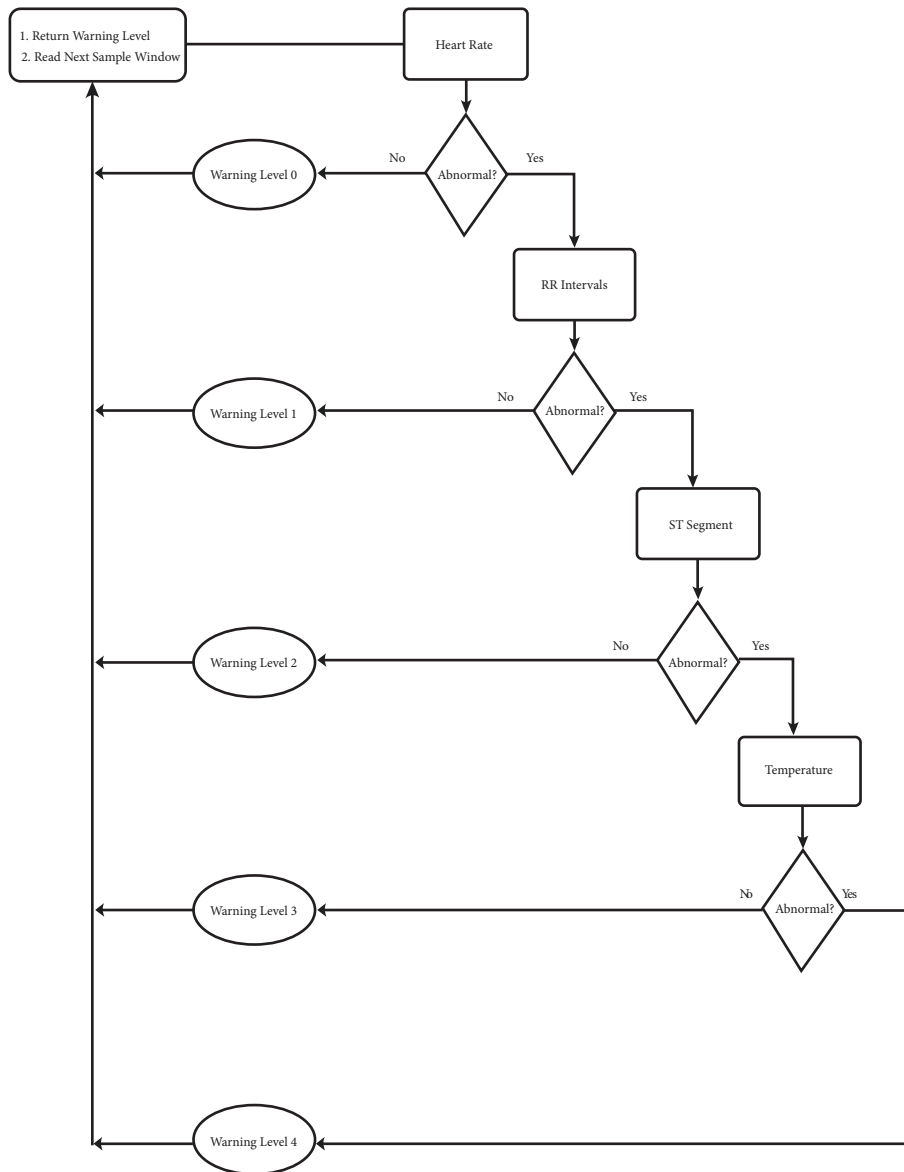 1. Return Warning Level
2. Read Next Sample Window
Heart Rate
Warning Level 0
No
Abnormal?
Yes
RR Intervals
Warning Level 1
No
Abnormal?
Yes
ST Segment
Warning Level 2
No
Abnormal?
Yes
Temperature
Warning Level 3
No
Abnormal?
Yes
Warning Level 4